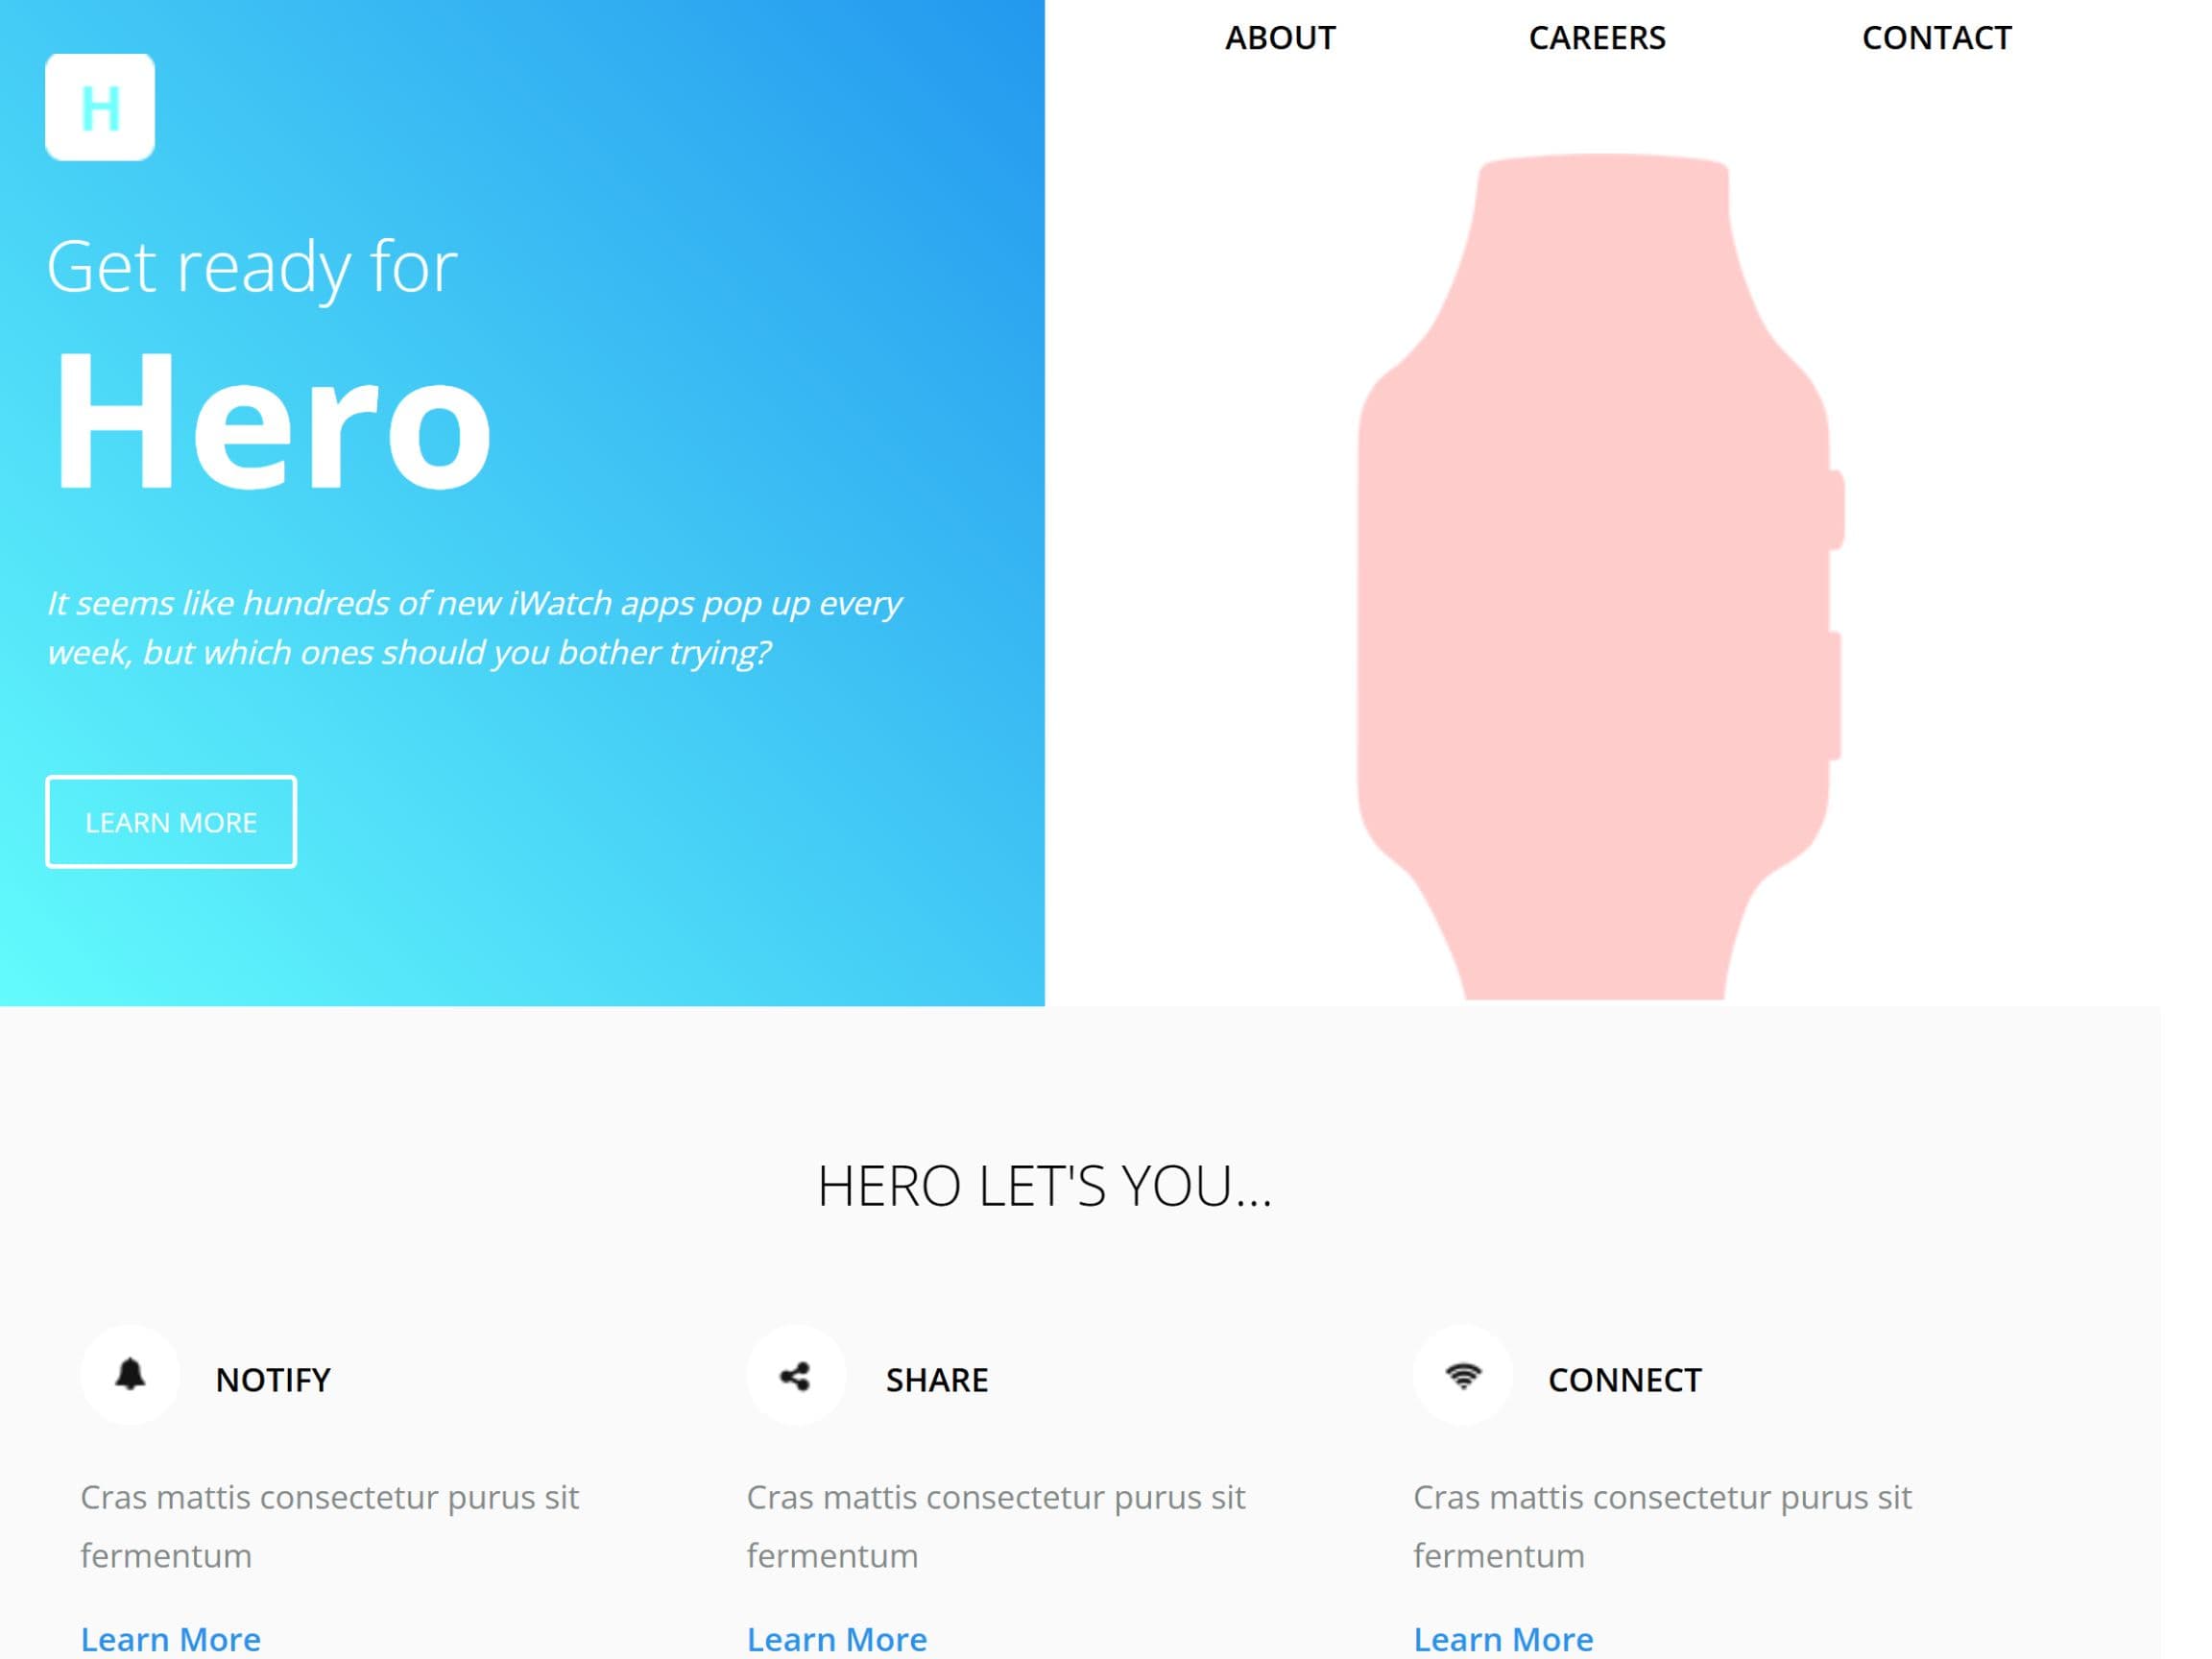 ABOUT CAREERS CONTACT
H
Get ready for
Hero
It seems like hundreds of new iWatch apps pop up every
week, but which ones should you bother trying?
LEARN MORE
HERO LET'S YOU...
NOTIFY
Cras mattis consectetur purus sit
fermentum
Learn More
SHARE
Cras mattis consectetur purus sit
fermentum
Learn More
CONNECT
Cras mattis consectetur purus sit
fermentum
Learn More